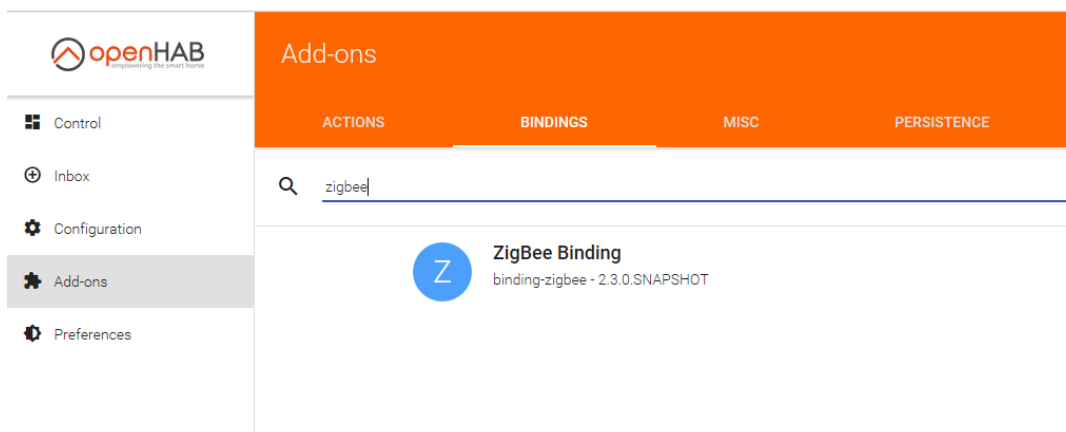 openHAB
empowering the smart home
Add-ons
ACTIONS
BINDINGS
MISC
PERSISTENCE
Control
Inbox
Configuration
Add-ons
Preferences
zigbee
Z
ZigBee Binding
binding-zigbee - 2.3.0.SNAPSHOT